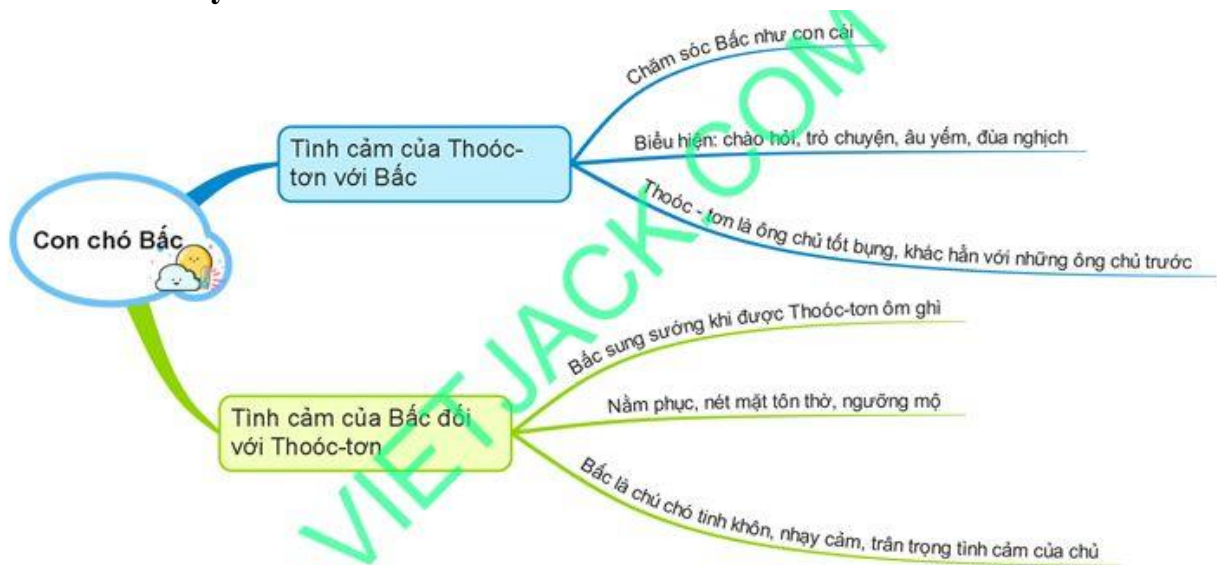 Chăm sóc Bấc như con cái
Tình cảm của Thoóc-
tơn với Bấc
Biểu hiện: chào hỏi, trò chuyện, âu yếm, đùa nghịch
Thoóc - tơn là ông chủ tốt bụng, khác hẳn với những ông chủ trước
Con chó Bấc
Bấc sung sướng khi được Thoóc-tơn ôm ghì
Tình cảm của Bấc đối
với Thoóc-tơn
Nằm phục, nét mặt tôn thờ, ngưỡng mộ
Bấc là chú chó tinh khôn, nhạy cảm, trân trọng tình cảm của chủ
VIETJACK.COM